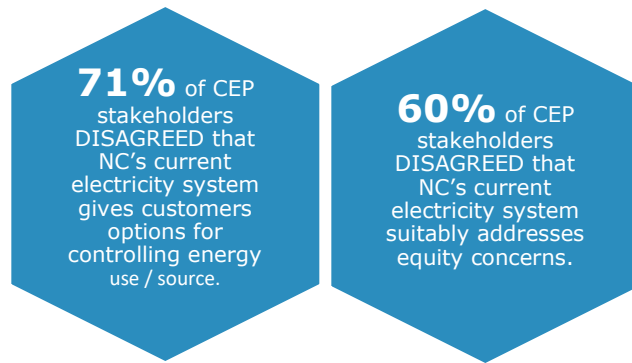 71% of CEP
stakeholders
DISAGREED that
NC's current
electricity system
gives customers
options for
controlling energy
use / source.
60% of CEP
stakeholders
DISAGREED that
NC's current
electricity system
suitably addresses
equity concerns.